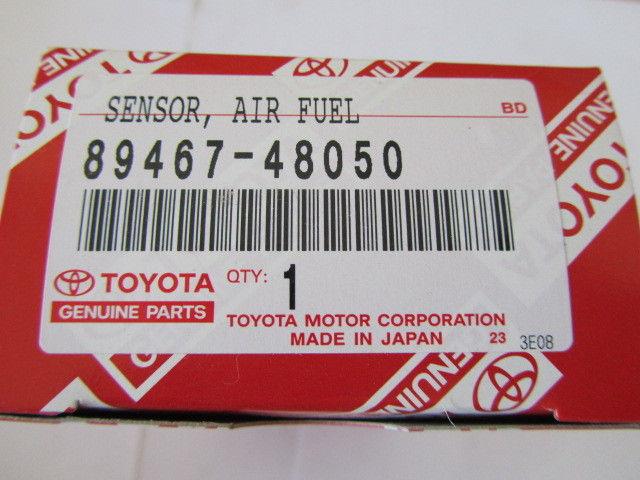 SENSOR, AIR FUEL
BD
89467-48050
TOYOTA
GENUINE PARTS
QTY: 1
TOYOTA MOTOR CORPORATION
MADE IN JAPAN
23
3E08
GENUINE
TOYOTA
GENUINE
TOYOTA
GENUINE